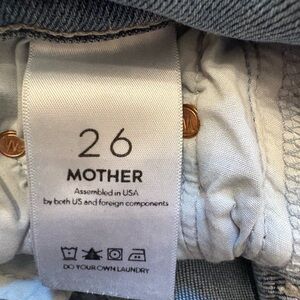 26
MOTHER
Assembled in USA
by both US and foreign components
DO YOUR OWN LAUNDRY